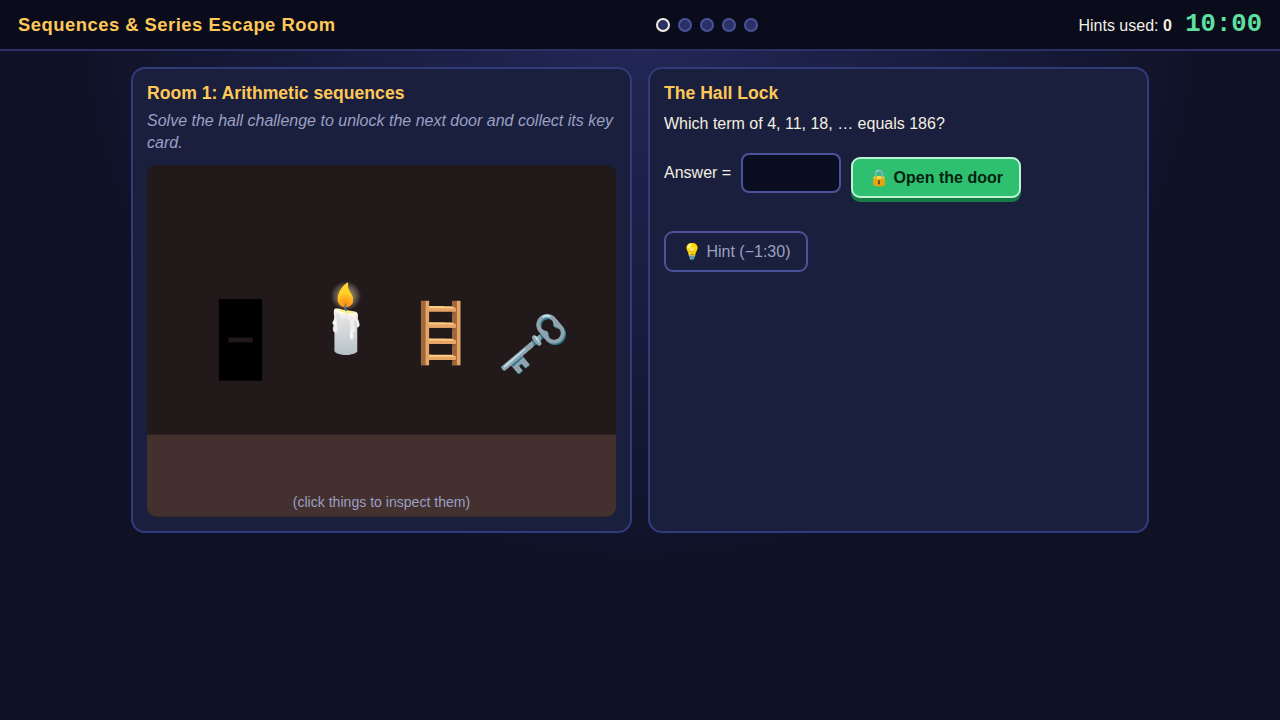 Sequences & Series Escape Room
Hints used: 0 10:00
Room 1: Arithmetic sequences
Solve the hall challenge to unlock the next door and collect its key
card.
(click things to inspect them)
The Hall Lock
Which term of 4, 11, 18, … equals 186?
Answer =
🔒 Open the door
💡 Hint (−1:30)